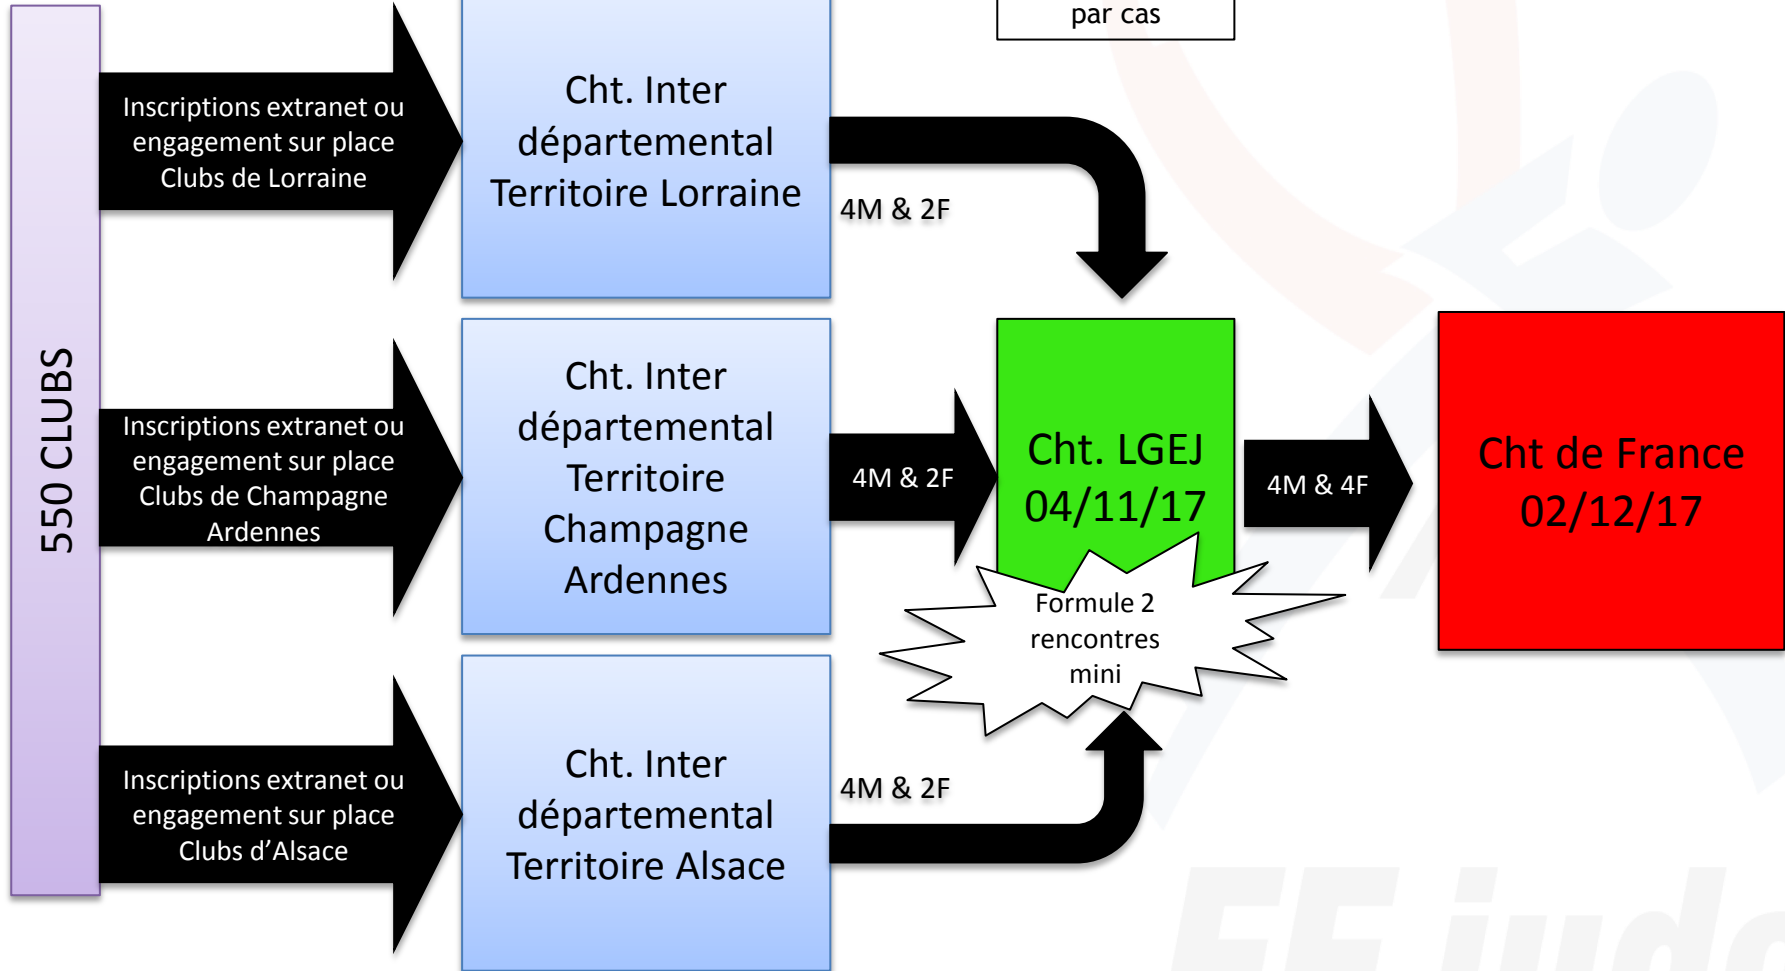 par cas
550 CLUBS
Inscriptions extranet ou
engagement sur place
Clubs de Lorraine
Cht. Inter
départemental
Territoire Lorraine
4M & 2F
Inscriptions extranet ou
engagement sur place
Clubs de Champagne
Ardennes
Cht. Inter
départemental
Territoire
Champagne
Ardennes
4M & 2F
Cht. LGEJ
04/11/17
4M & 4F
Cht de France
02/12/17
Formule 2
rencontres
mini
Inscriptions extranet ou
engagement sur place
Clubs d’Alsace
Cht. Inter
départemental
Territoire Alsace
4M & 2F